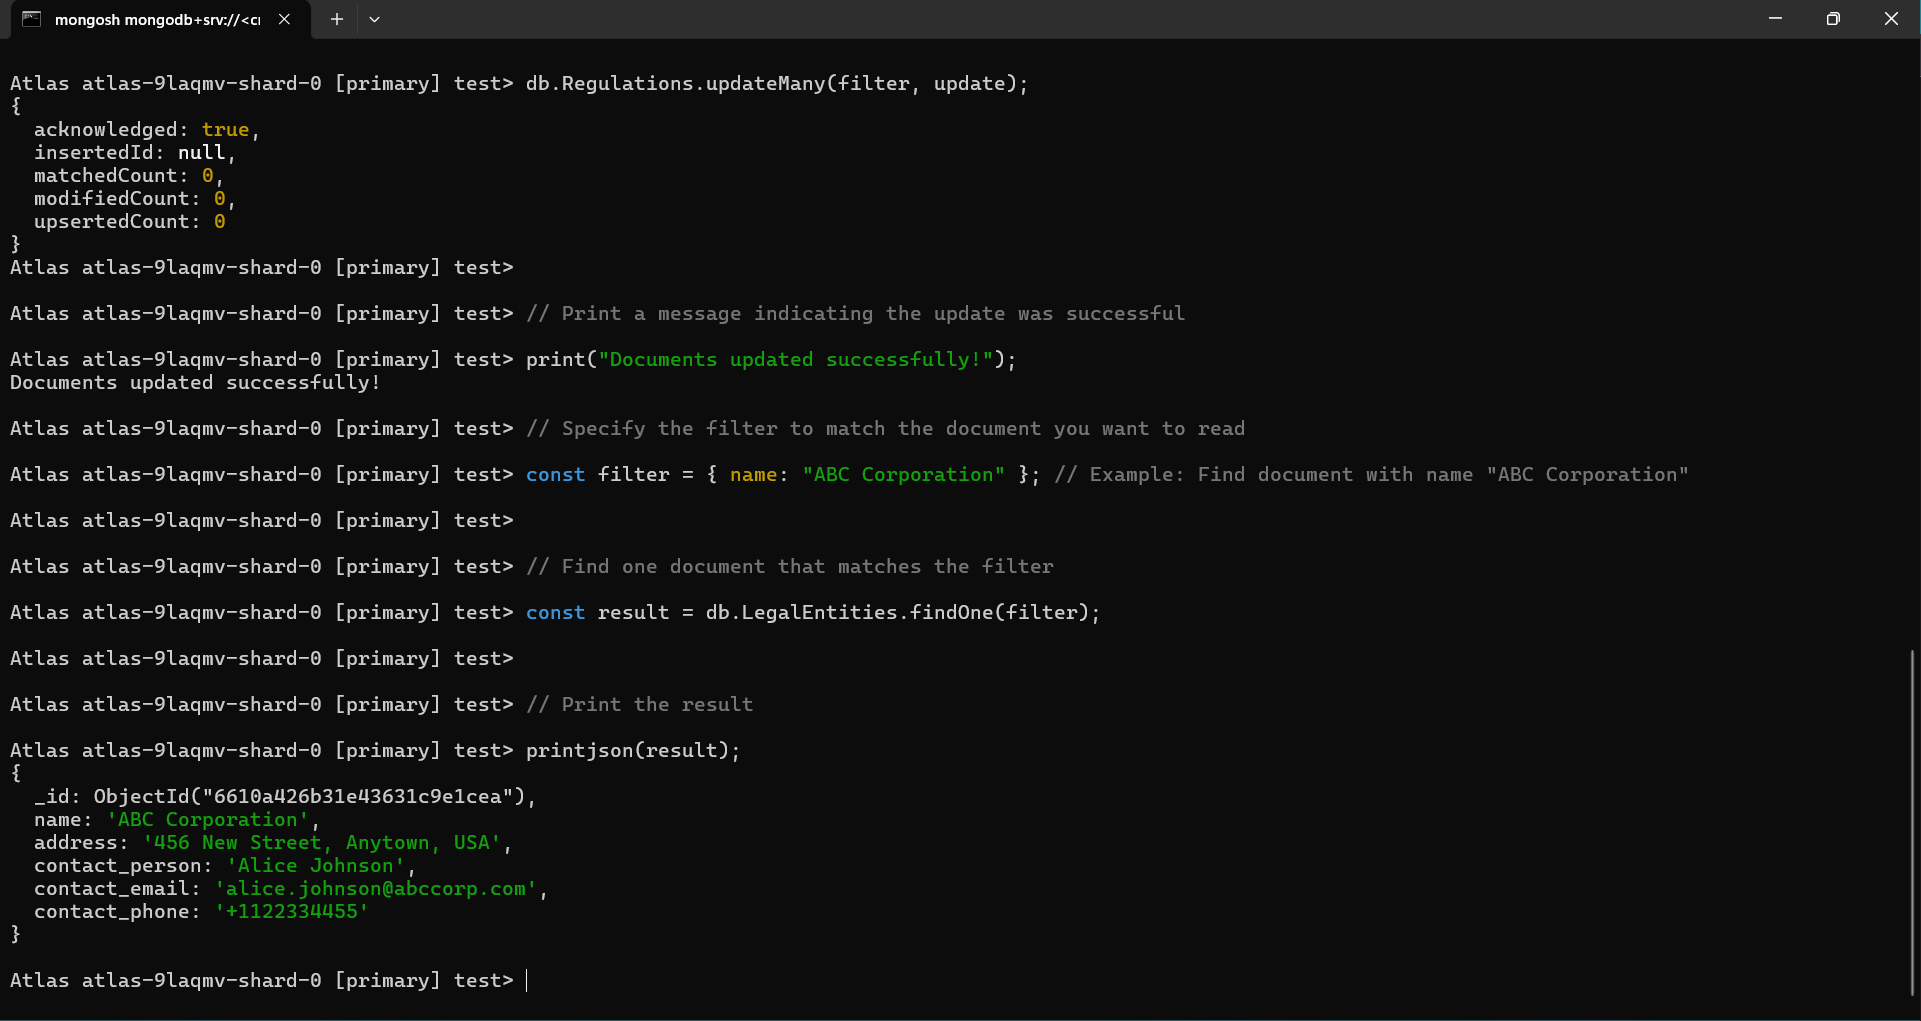 mongosh mongodb+srv://<cr
Atlas atlas-9laqmv-shard-0 [primary] test> db.Regulations.updateMany(filter, update);
{
  acknowledged: true,
  insertedId: null,
  matchedCount: 0,
  modifiedCount: 0,
  upsertedCount: 0
}
Atlas atlas-9laqmv-shard-0 [primary] test>
Atlas atlas-9laqmv-shard-0 [primary] test> // Print a message indicating the update was successful
Atlas atlas-9laqmv-shard-0 [primary] test> print("Documents updated successfully!");
Documents updated successfully!
Atlas atlas-9laqmv-shard-0 [primary] test> // Specify the filter to match the document you want to read
Atlas atlas-9laqmv-shard-0 [primary] test> const filter = { name: "ABC Corporation" }; // Example: Find document with name "ABC Corporation"
Atlas atlas-9laqmv-shard-0 [primary] test>
Atlas atlas-9laqmv-shard-0 [primary] test> // Find one document that matches the filter
Atlas atlas-9laqmv-shard-0 [primary] test> const result = db.LegalEntities.findOne(filter);
Atlas atlas-9laqmv-shard-0 [primary] test>
Atlas atlas-9laqmv-shard-0 [primary] test> // Print the result
Atlas atlas-9laqmv-shard-0 [primary] test> printjson(result);
{
  _id: ObjectId("6610a426b31e43631c9e1cea"),
  name: 'ABC Corporation',
  address: '456 New Street, Anytown, USA',
  contact_person: 'Alice Johnson',
  contact_email: 'alice.johnson@abccorp.com',
  contact_phone: '+1122334455'
}
Atlas atlas-9laqmv-shard-0 [primary] test>